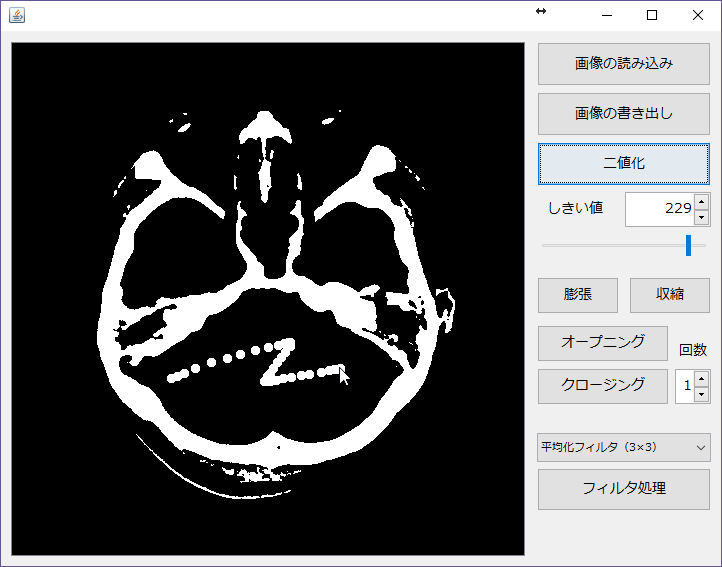 画像の読み込み
画像の書き出し
二値化
しきい値 229
膨張 収縮
オープニング
回数
クロージング 1
平均化フィルタ（3×3）
フィルタ処理